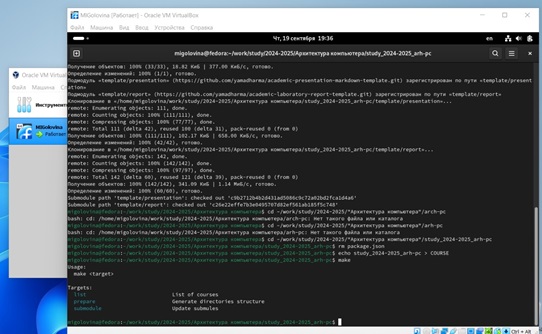 MIGolovina [Работает] - Oracle VM VirtualBox
Файл Машина Вид Ввод Устройства Справка
Чт, 19 сентября 19:36
en
migolovina@fedora:~/work/study/2024-2025/Архитектура компьютера/study_2024-2025_arh-pc
Oracle VM VirtualBox
Файл Машина
Инструменты
MIGolovina
Работает
Получение объектов: 100% (33/33), 18.82 КиБ | 377.00 КиБ/с, готово.
Определение изменений: 100% (1/1), готово.
Подмодуль «template/presentation» (https://github.com/yamadharma/academic-presentation-markdown-template.git) зарегистрирован по пути «template/present
ation»
Подмодуль «template/report» (https://github.com/yamadharma/academic-laboratory-report-template.git) зарегистрирован по пути «template/report»
Клонирование в «/home/migolovina/work/study/2024-2025/Архитектура компьютера/study_2024-2025_arh-pc/template/presentation»...
remote: Enumerating objects: 111, done.
remote: Counting objects: 100% (111/111), done.
remote: Compressing objects: 100% (77/77), done.
remote: Total 111 (delta 42), reused 100 (delta 31), pack-reused 0 (from 0)
Получение объектов: 100% (111/111), 102.17 КиБ | 658.00 КиБ/с, готово.
Определение изменений: 100% (42/42), готово.
Клонирование в «/home/migolovina/work/study/2024-2025/Архитектура компьютера/study_2024-2025_arh-pc/template/report»...
remote: Enumerating objects: 142, done.
remote: Counting objects: 100% (142/142), done.
remote: Compressing objects: 100% (97/97), done.
remote: Total 142 (delta 60), reused 121 (delta 39), pack-reused 0 (from 0)
Получение объектов: 100% (142/142), 341.09 КиБ | 1.14 МиБ/с, готово.
Определение изменений: 100% (60/60), готово.
Submodule path 'template/presentation': checked out
Submodule path 'template/report': checked out
migolovina@fedora:~/work/study/2024-2025/Архитектура компьютера$ cd ~/work/study/2024-2025/"Архитектура компьютера"/arch-pc
bash: cd: /home/migolovina/work/study/2024-2025/Архитектура компьютера/arch-pc: Нет такого файла или каталога
migolovina@fedora:~/work/study/2024-2025/Архитектура компьютера$ cd ~/work/study/2024-2025/"Архитектура компьютера"/arh-pc
bash: cd: /home/migolovina/work/study/2024-2025/Архитектура компьютера/arh-pc: Нет такого файла или каталога
migolovina@fedora:~/work/study/2024-2025/Архитектура компьютера$ cd ~/work/study/2024-2025/"Архитектура компьютера"/study_2024-2025_arh-pc
migolovina@fedora:~/work/study/2024-2025/Архитектура компьютера/study_2024-2025_arh-pc$ rm package.json
migolovina@fedora:~/work/study/2024-2025/Архитектура компьютера/study_2024-2025_arh-pc$ echo study_2024-2025_arh-pc > COURSE
migolovina@fedora:~/work/study/2024-2025/Архитектура компьютера/study_2024-2025_arh-pc$ make
Usage:
make <target>
Targets:
list List of courses
prepare Generate directories structure
submodule Update submules
migolovina@fedora:~/work/study/2024-2025/Архитектура компьютера/study_2024-2025_arh-pc$
Ctrl + Alt